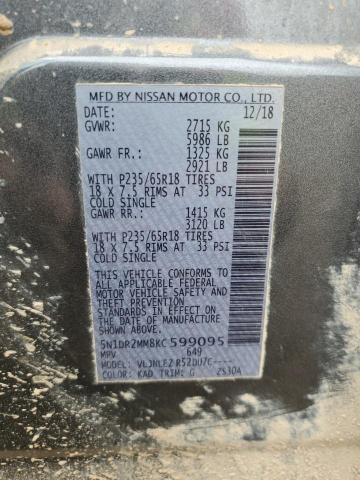 MFD BY NISSAN MOTOR CO., LTD.
DATE: 12/18
GVWR: 2715 KG
5986 LB
GAWR FR.: 1325 KG
2921 LB
WITH P235/65R18 TIRES
18 X 7.5 RIMS AT 33 PSI
COLD SINGLE
GAWR RR.: 1415 KG
3120 LB
WITH P235/65R18 TIRES
18 X 7.5 RIMS AT 33 PSI
COLD SINGLE
THIS VEHICLE CONFORMS TO
ALL APPLICABLE FEDERAL
MOTOR VEHICLE SAFETY AND
THEFT PREVENTION
STANDARDS IN EFFECT ON
THE DATE OF MANUFACTURE
SHOWN ABOVE.
5N1DR2MM8KC599095
MPV 649
MODEL:
COLOR: KAD TRIM: G 2530A